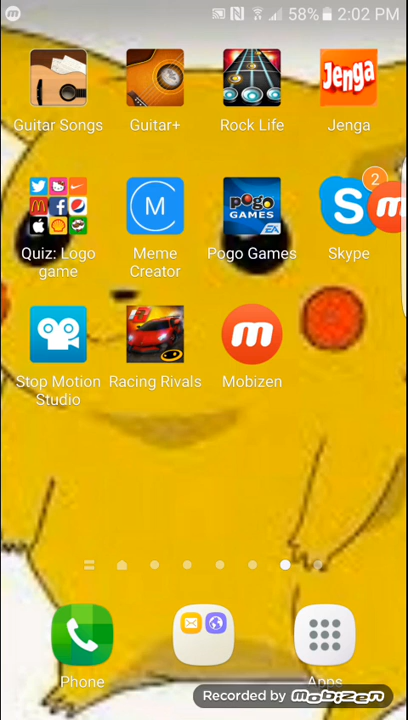 58% 2:02 PM
Jenga
Guitar Songs Guitar+ Rock Life Jenga
2
M POGO GAMES EA S m
Quiz: Logo game Meme Creator Pogo Games Skype
m
Stop Motion Studio Racing Rivals Mobizen
Phone Apps
Recorded by mobizen